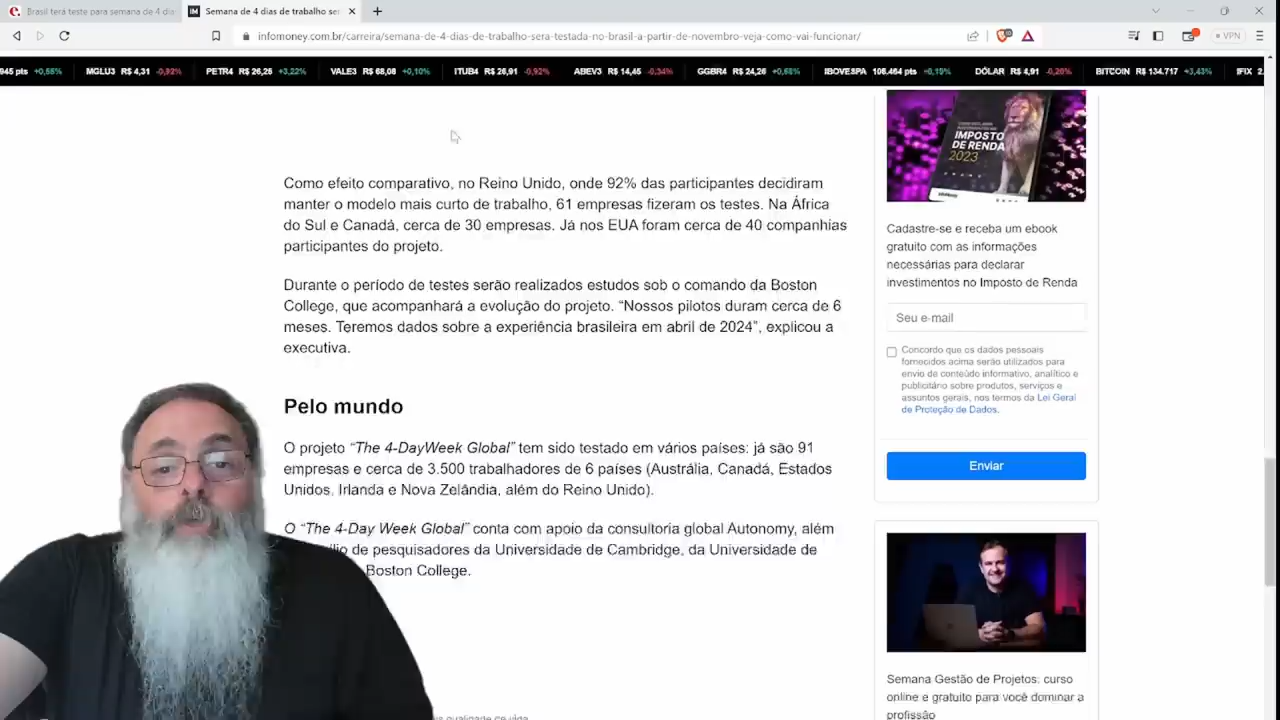 Brasil terá teste para semana de 4 dia
Semana de 4 dias de trabalho ser
infomoney.com.br/carreira/semana-de-4-dias-de-trabalho-sera-testada-no-brasil-a-partir-de-novembro-veja-como-vai-funcionar/
VPN
945 pts +0,55% MGLU3 R$ 4,31 -0,92% PETR4 R$ 26,25 +3,22% VALE3 R$ 68,08 +0,10% ITUB4 R$ 26,91 -0,92% ABEV3 R$ 14,45 -0,34% GGBR4 R$ 24,26 +0,66% IBOVESPA 108.464 pts +0,15% DÓLAR R$ 4,91 -0,20% BITCOIN R$ 134.717 +3,43% IFIX 2.
Como efeito comparativo, no Reino Unido, onde 92% das participantes decidiram
manter o modelo mais curto de trabalho, 61 empresas fizeram os testes. Na África
do Sul e Canadá, cerca de 30 empresas. Já nos EUA foram cerca de 40 companhias
participantes do projeto.
Durante o período de testes serão realizados estudos sob o comando da Boston
College, que acompanhará a evolução do projeto. “Nossos pilotos duram cerca de 6
meses. Teremos dados sobre a experiência brasileira em abril de 2024”, explicou a
executiva.
Pelo mundo
O projeto “The 4-DayWeek Global” tem sido testado em vários países: já são 91
empresas e cerca de 3.500 trabalhadores de 6 países (Austrália, Canadá, Estados
Unidos, Irlanda e Nova Zelândia, além do Reino Unido).
O “The 4-Day Week Global” conta com apoio da consultoria global Autonomy, além
de pesquisadores da Universidade de Cambridge, da Universidade de
Boston College.
IMPOSTO
DE RENDA
2023
Cadastre-se e receba um ebook
gratuito com as informações
necessárias para declarar
investimentos no Imposto de Renda
Seu e-mail
Concordo que os dados pessoais
fornecidos acima serão utilizados para
envio de conteúdo informativo, analítico e
publicitário sobre produtos, serviços e
assuntos gerais, nos termos da Lei Geral
de Proteção de Dados.
Enviar
Semana Gestão de Projetos: curso
online e gratuito para você dominar a
profissão